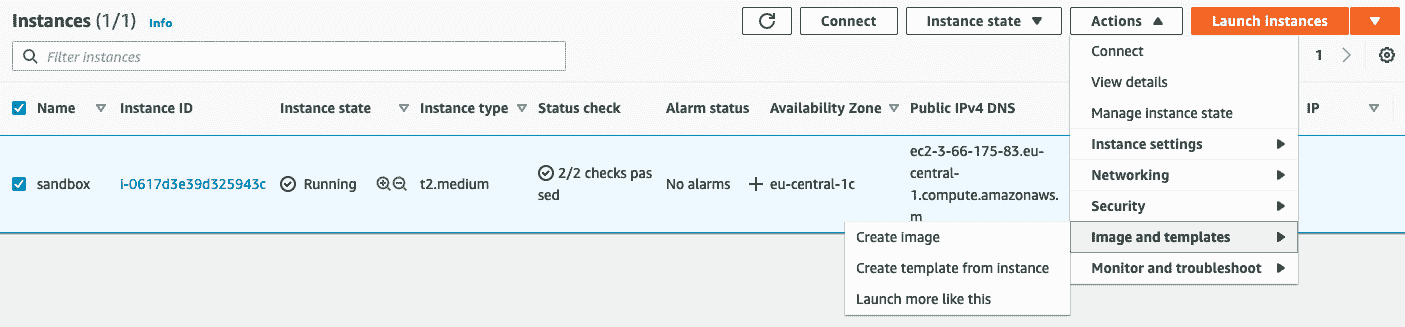 Instances (1/1) Info
Connect
Instance state
Actions
Launch instances
Filter instances
1
Connect
View details
Manage instance state
Instance settings
Networking
Security
Image and templates
Monitor and troubleshoot
Create image
Create template from instance
Launch more like this
Name Instance ID Instance state Instance type Status check Alarm status Availability Zone Public IPv4 DNS IP
sandbox i-0617d3e39d325943c Running t2.medium
2/2 checks pas
sed
No alarms
eu-central-1c
ec2-3-66-175-83.eu-
central-
1.compute.amazonaws.
m